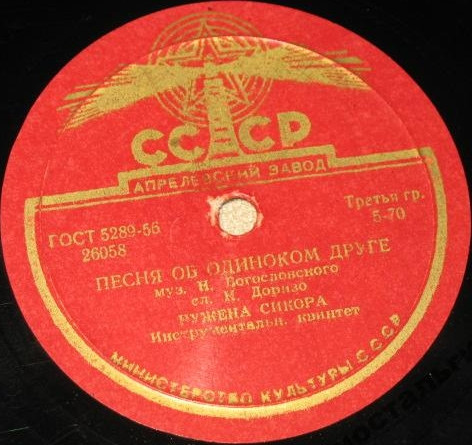 СССР
АПРЕЛЕВСКИЙ ЗАВОД
ГОСТ 5289-56
26058
Третья гр.
5-70
ПЕСНЯ ОБ ОДИНОКОМ ДРУГЕ
муз. Н. Богословского
сл. Н. Доризо
РУЖЕНА СИКОРА
Инструментальн. квинтет
МИНИСТЕРСТВО КУЛЬТУРЫ СССР